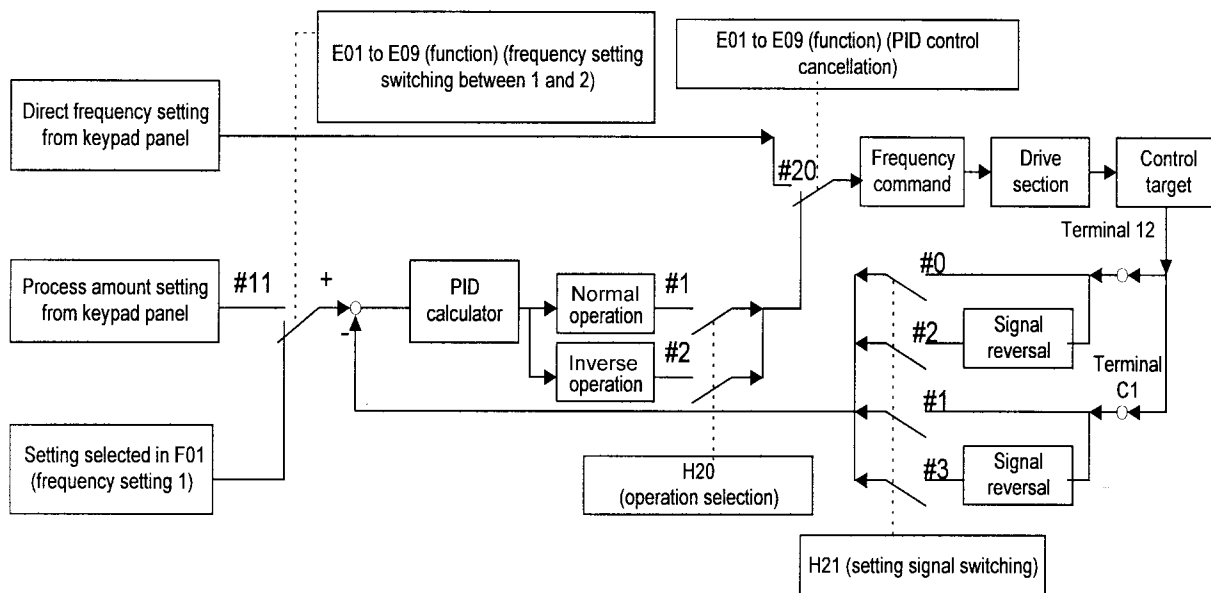 E01 to E09 (function) (frequency
setting
switching between 1 and 2)
E01 to E09 (function) (PID control
cancellation)
Direct frequency setting
from keypad panel
#20
Frequency
command
Drive
section
Control
target
Terminal 12
Process amount setting
from keypad panel
#11
+
-
PID
calculator
Normal
operation
#1
Inverse
operation
#2
#0
#2
Signal
reversal
Terminal
C1
#1
#3
Signal
reversal
Setting selected in F01
(frequency setting 1)
H20
(operation selection)
H21 (setting signal switching)